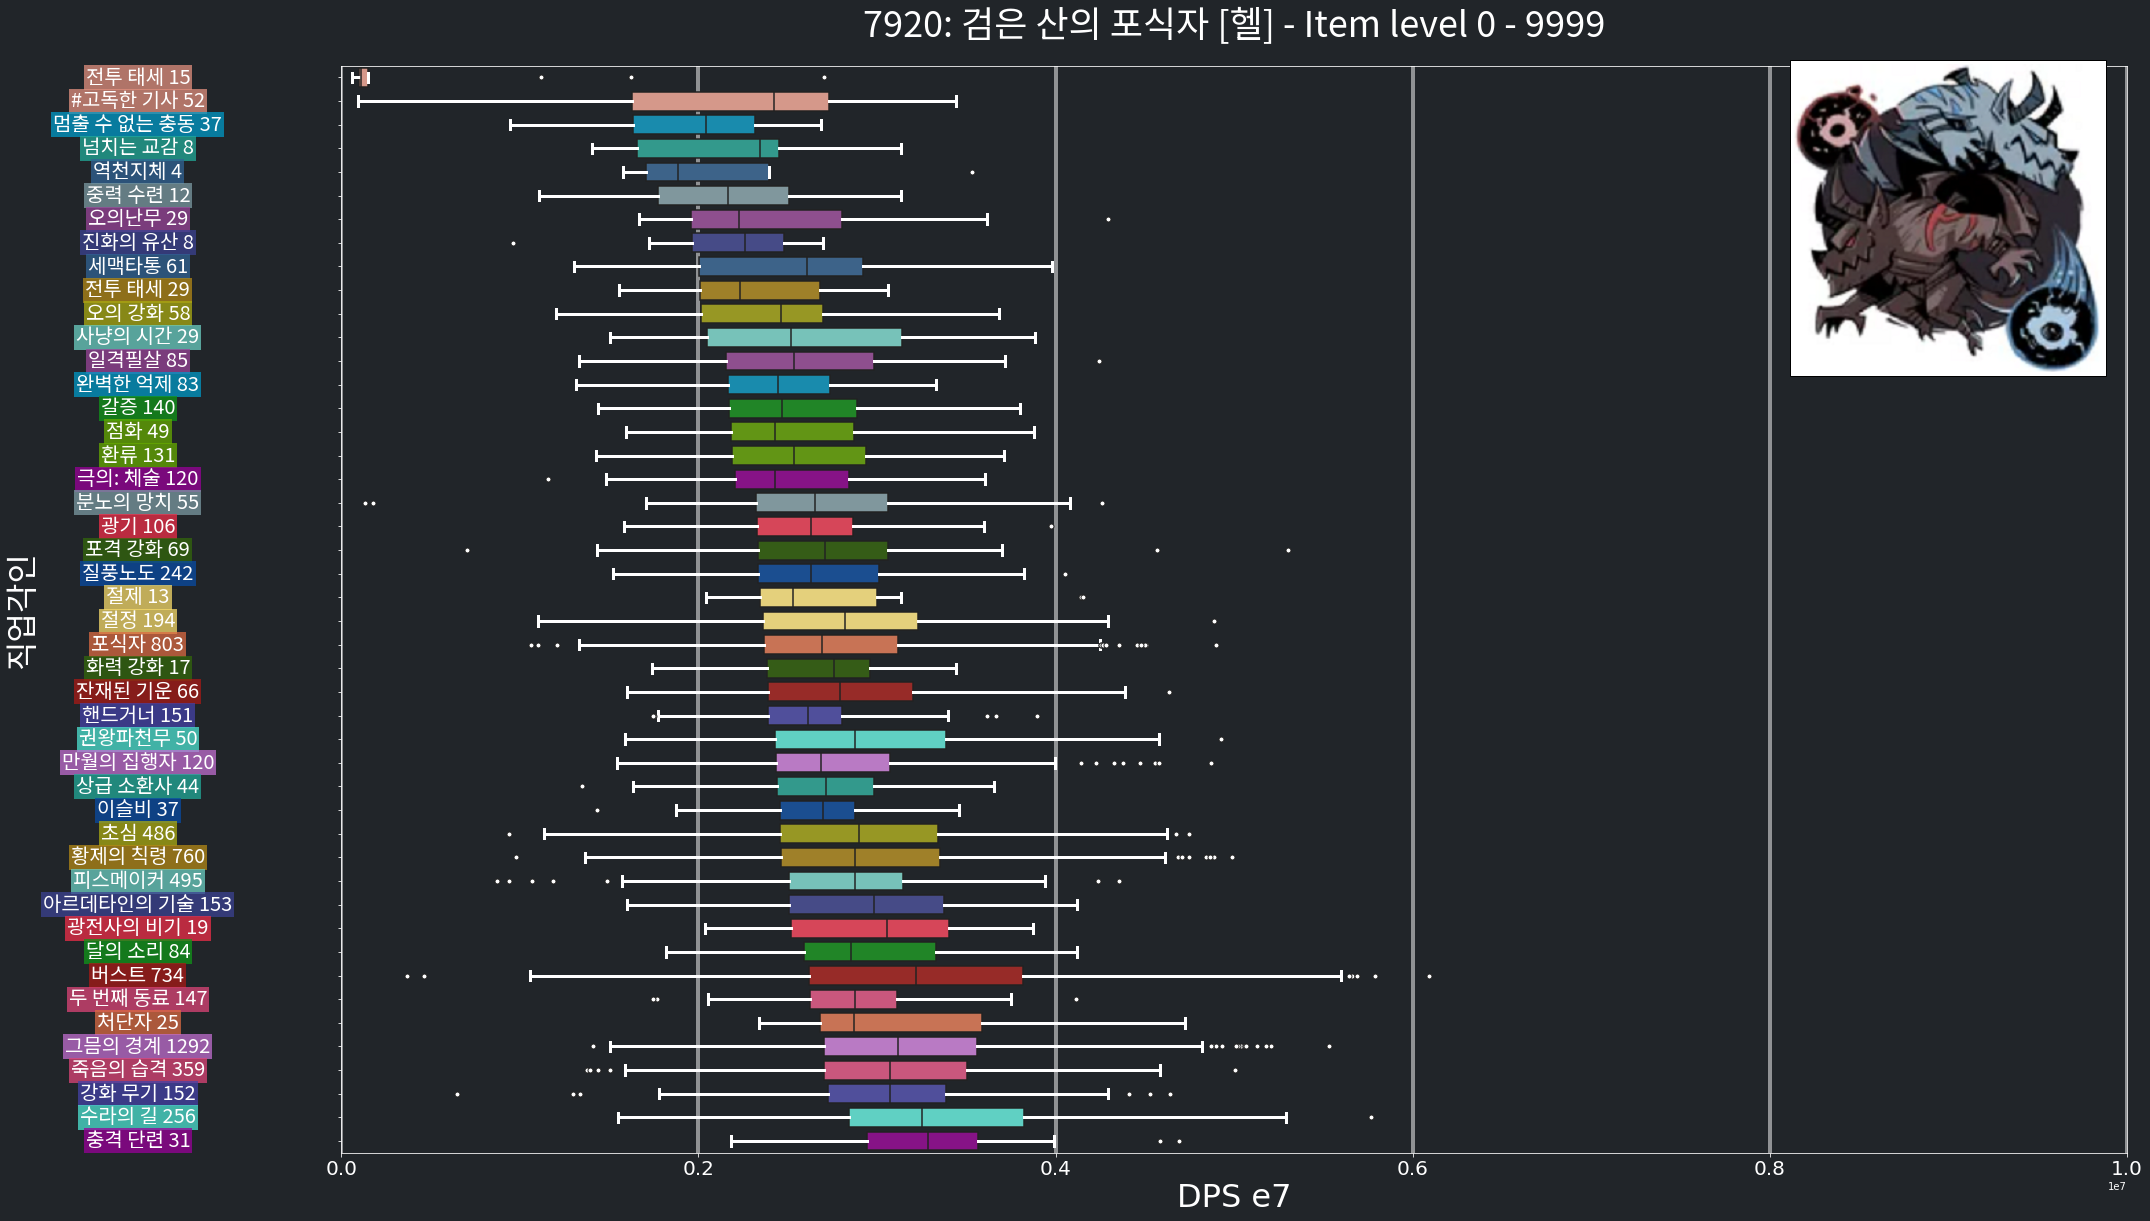 7920: 검은 산의 포식자 [헬] - Item level 0 - 9999
직업각인
전투 태세 15
#고독한 기사 52
멈출 수 없는 충동 37
넘치는 교감 8
역천지체 4
중력 수련 12
오의난무 29
진화의 유산 8
세맥타통 61
전투 태세 29
오의 강화 58
사냥의 시간 29
일격필살 85
완벽한 억제 83
갈증 140
점화 49
환류 131
극의: 체술 120
분노의 망치 55
광기 106
포격 강화 69
질풍노도 242
절제 13
절정 194
포식자 803
화력 강화 17
잔재된 기운 66
핸드거너 151
권왕파천무 50
만월의 집행자 120
상급 소환사 44
이슬비 37
초심 486
황제의 칙령 760
피스메이커 495
아르데타인의 기술 153
광전사의 비기 19
달의 소리 84
버스트 734
두 번째 동료 147
처단자 25
그믐의 경계 1292
죽음의 습격 359
강화 무기 152
수라의 길 256
충격 단련 31
0.0 0.2 0.4 0.6 0.8 1.0
1e7
DPS e7